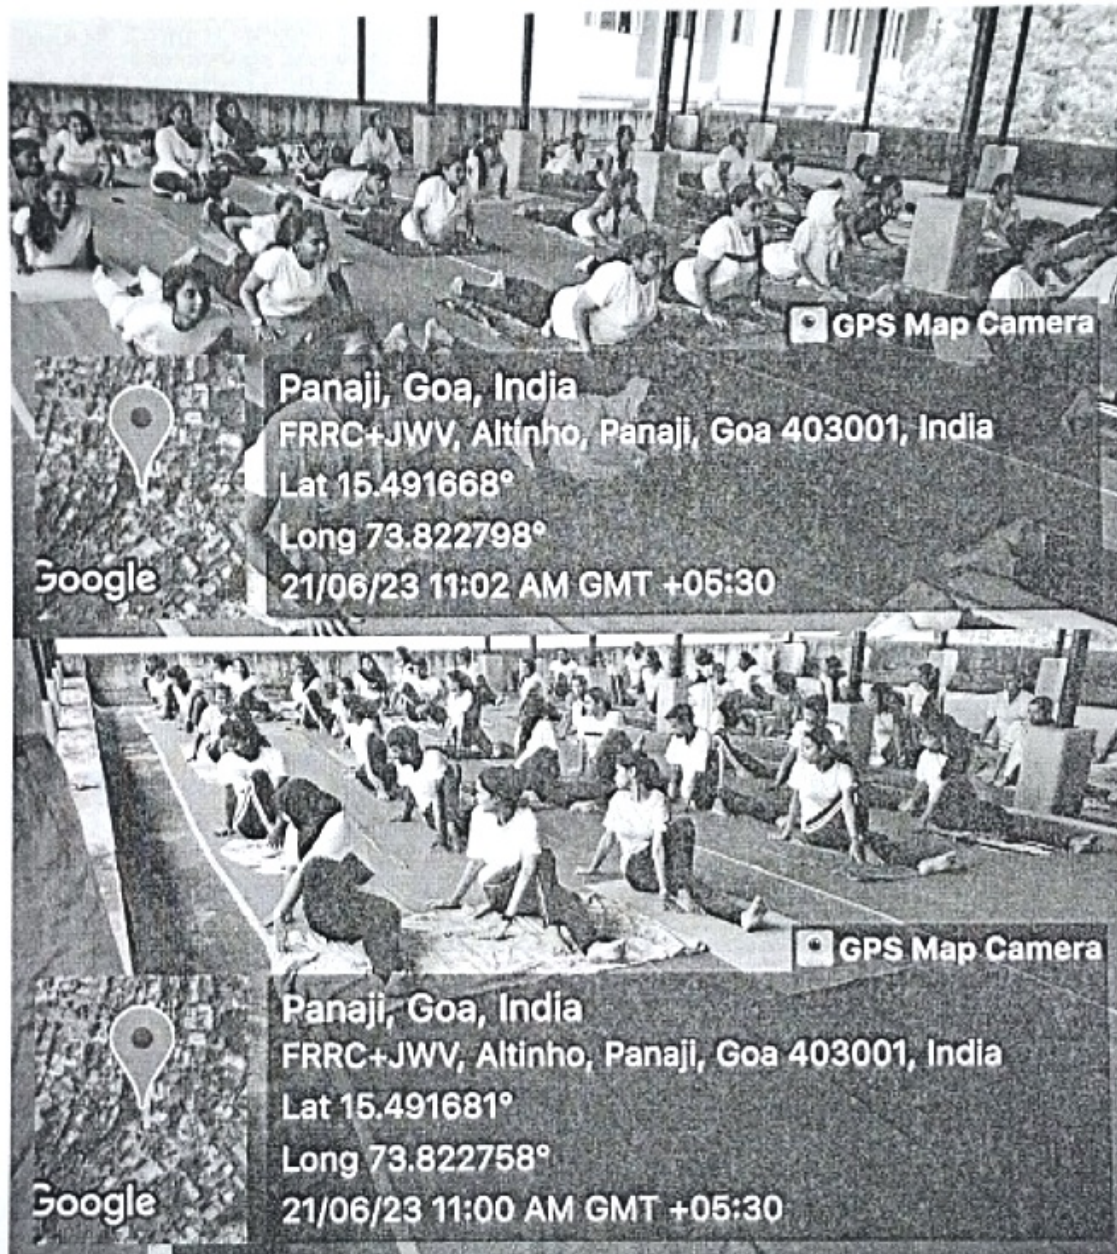 GPS Map Camera
Panaji, Goa, India
FRRC+JWV, Altinho, Panaji, Goa 403001, India
Lat 15.491668°
Long 73.822798°
21/06/23 11:02 AM GMT +05:30
Google
GPS Map Camera
Panaji, Goa, India
FRRC+JWV, Altinho, Panaji, Goa 403001, India
Lat 15.491681°
Long 73.822758°
21/06/23 11:00 AM GMT +05:30
Google